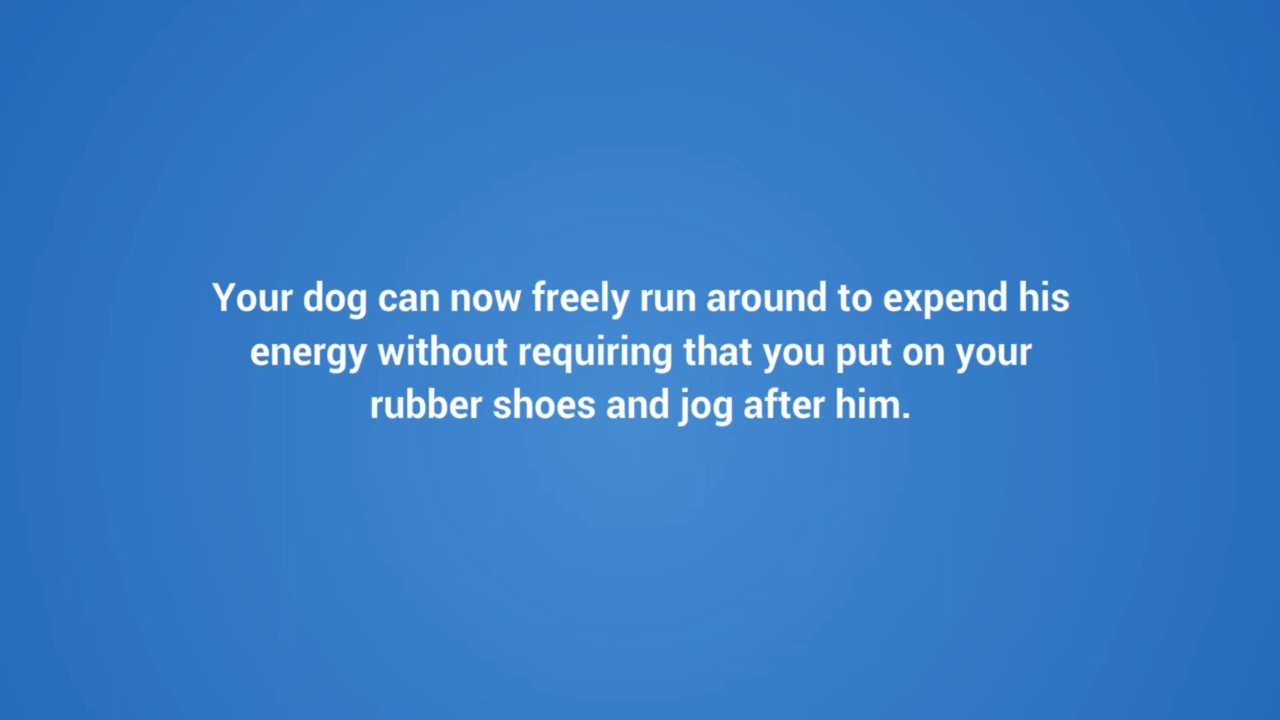 Your dog can now freely run around to expend his
energy without requiring that you put on your
rubber shoes and jog after him.